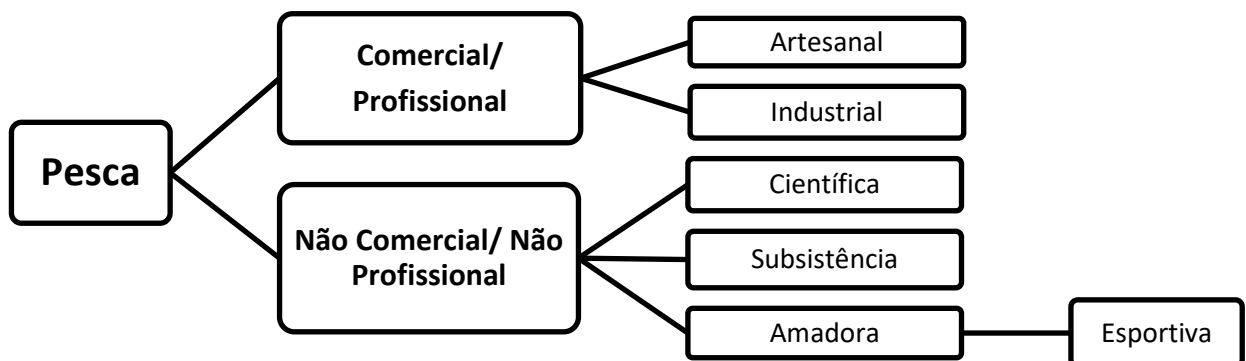 Pesca
Comercial/
Profissional
Artesanal
Industrial
Não Comercial/ Não
Profissional
Científica
Subsistência
Amadora
Esportiva